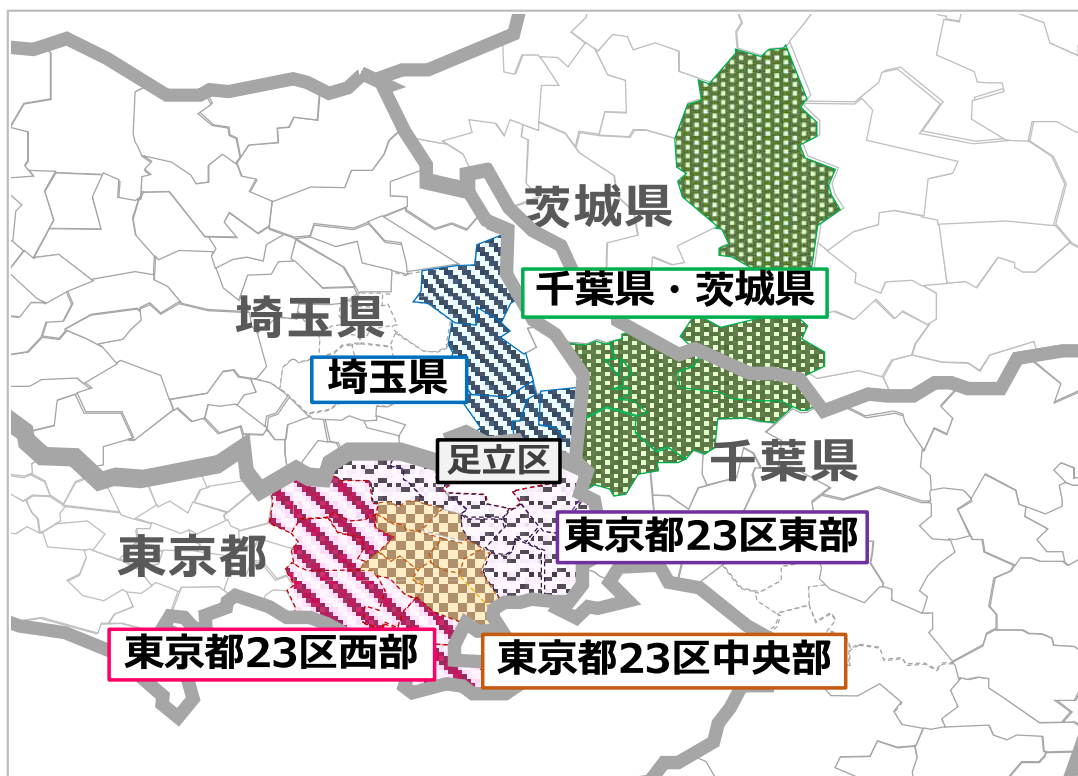 茨城県
千葉県・茨城県
埼玉県
埼玉県
足立区
千葉県
東京都23区東部
東京都
東京都23区西部
東京都23区中央部